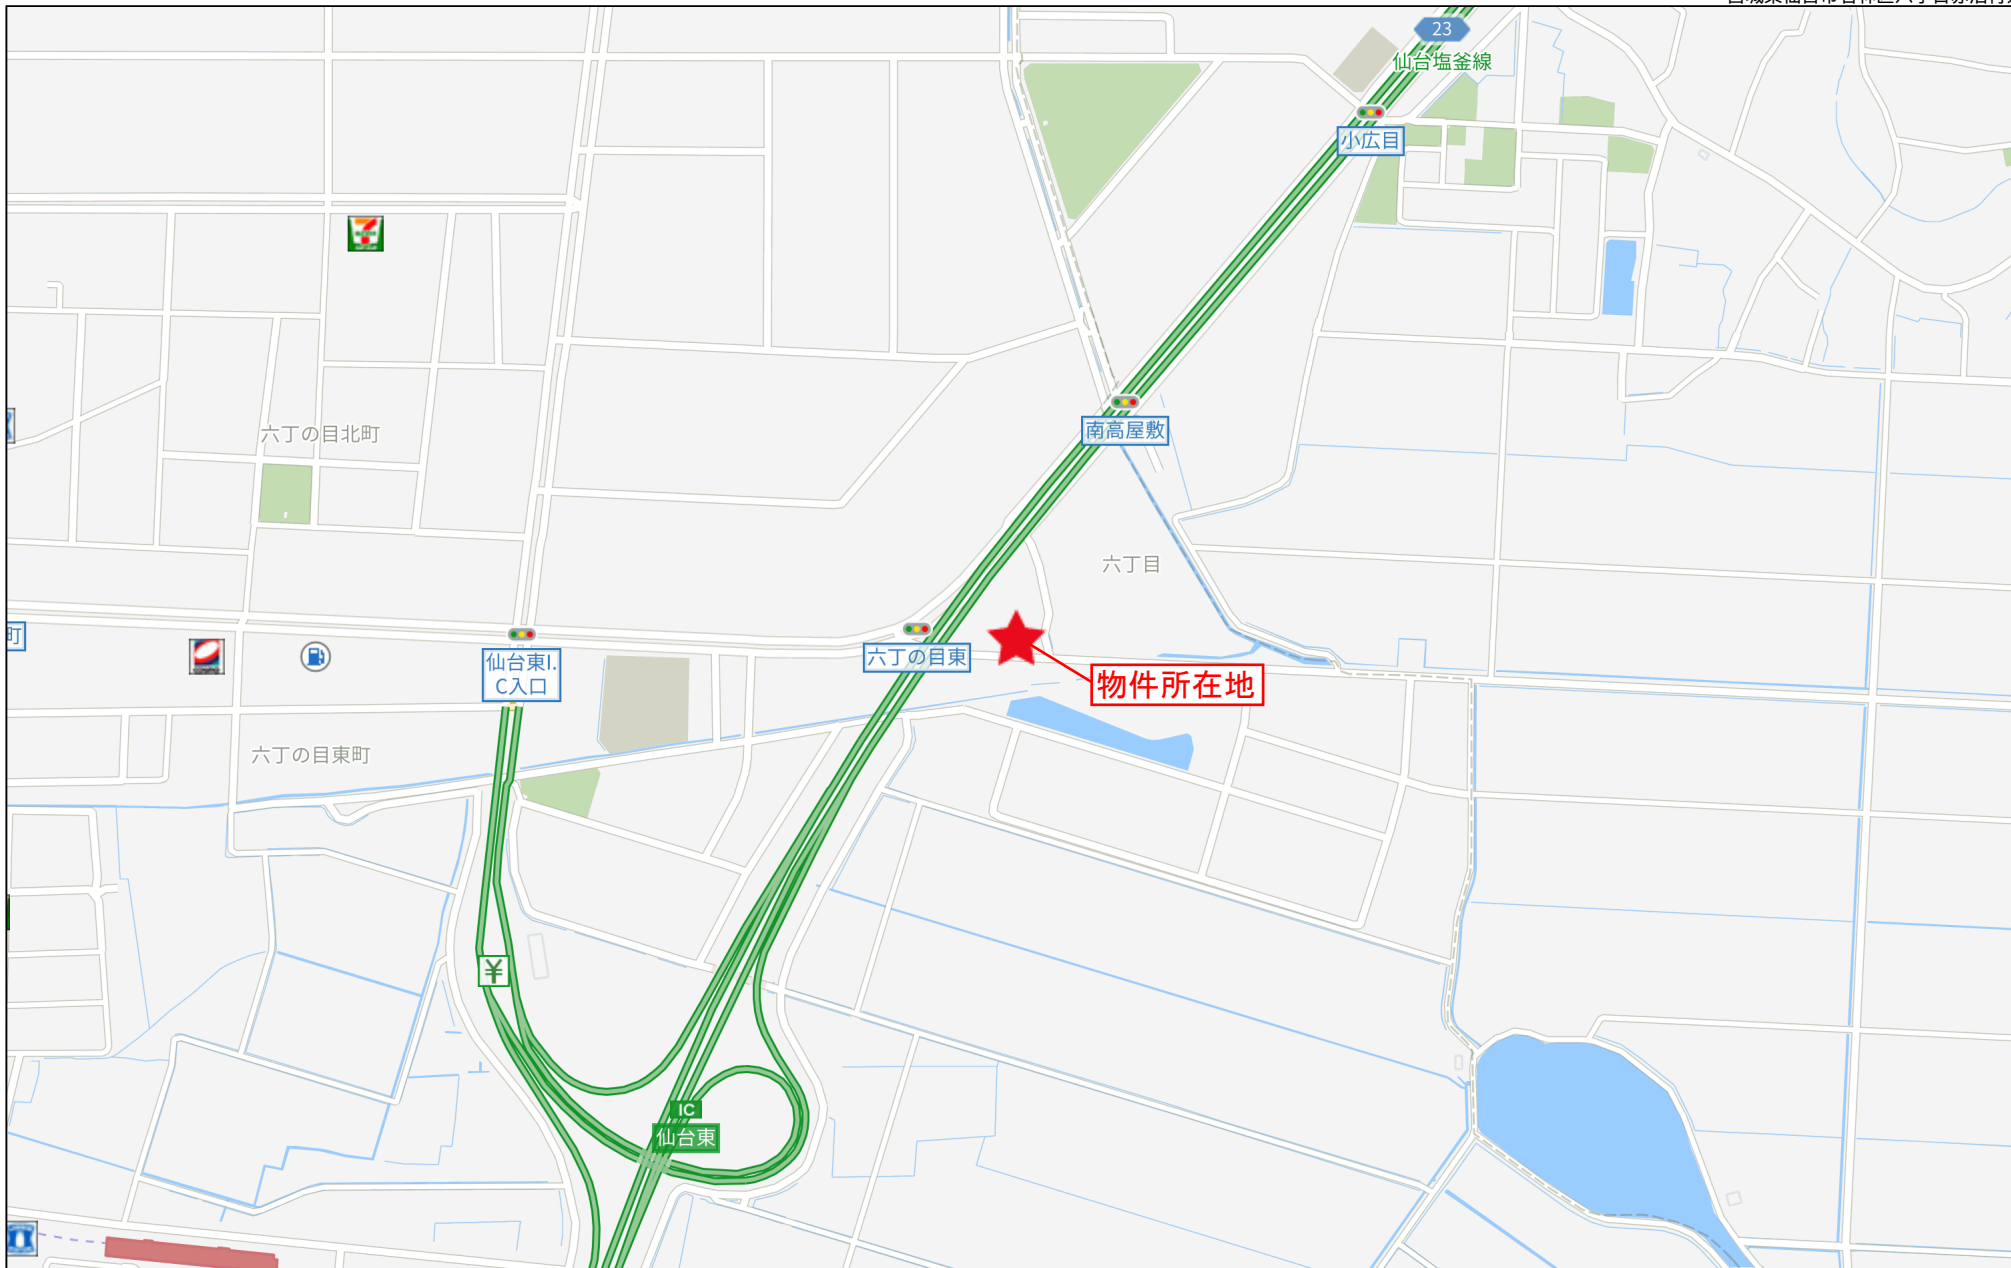 23
仙台塩釜線
小広目
六丁の目北町
南高屋敷
六丁目
町
仙台東I.
C入口
六丁の目東
物件所在地
六丁の目東町
¥
IC
仙台東